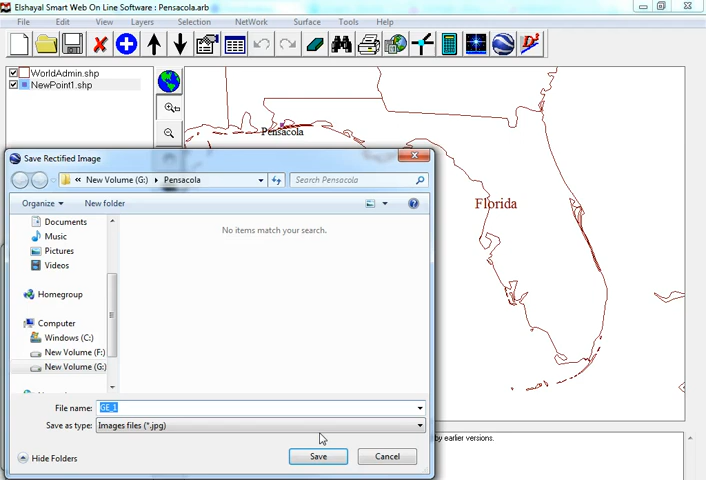 Elshayal Smart Web On Line Software : Pensacola.arb
File Edit View Layers Selection NetWork Surface Tools Windows Help
WorldAdmin.shp
NewPoint1.shp
Pensacola
Florida
Save Rectified Image
« New Volume (G:) Pensacola
Search Pensacola
Organize New folder
Documents
Music
Pictures
Videos
Homegroup
Computer
Windows (C:)
New Volume (F:)
New Volume (G:)
No items match your search.
File name: GE_1
Save as type: Images files (*.jpg)
by earlier versions.
Hide Folders Save Cancel